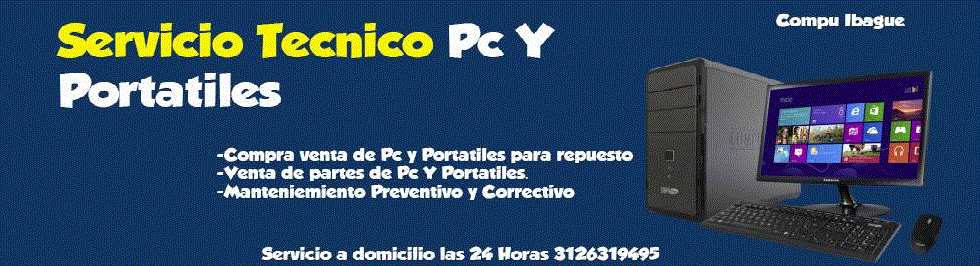 Compu Ibague
Servicio Tecnico Pc Y
Portatiles
-Compra venta de Pc y Portatiles para repuesto
-Venta de partes de Pc Y Portatiles.
-Manteniemiento Preventivo y Correctivo
Servicio a domicilio las 24 Horas 3126319495